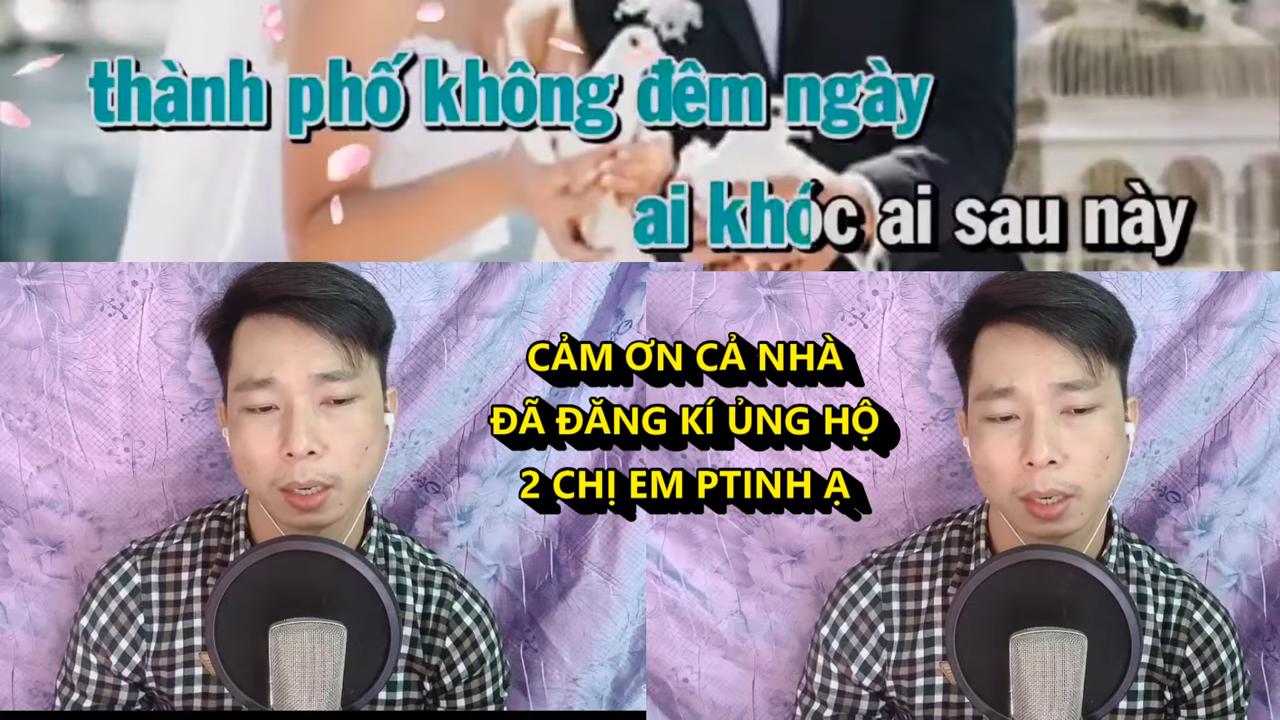 thành phố không đêm ngày
ai khóc ai sau này
CẢM ƠN CẢ NHÀ
ĐÃ ĐĂNG KÍ ỦNG HỘ
2 CHỊ EM PTINH Ạ